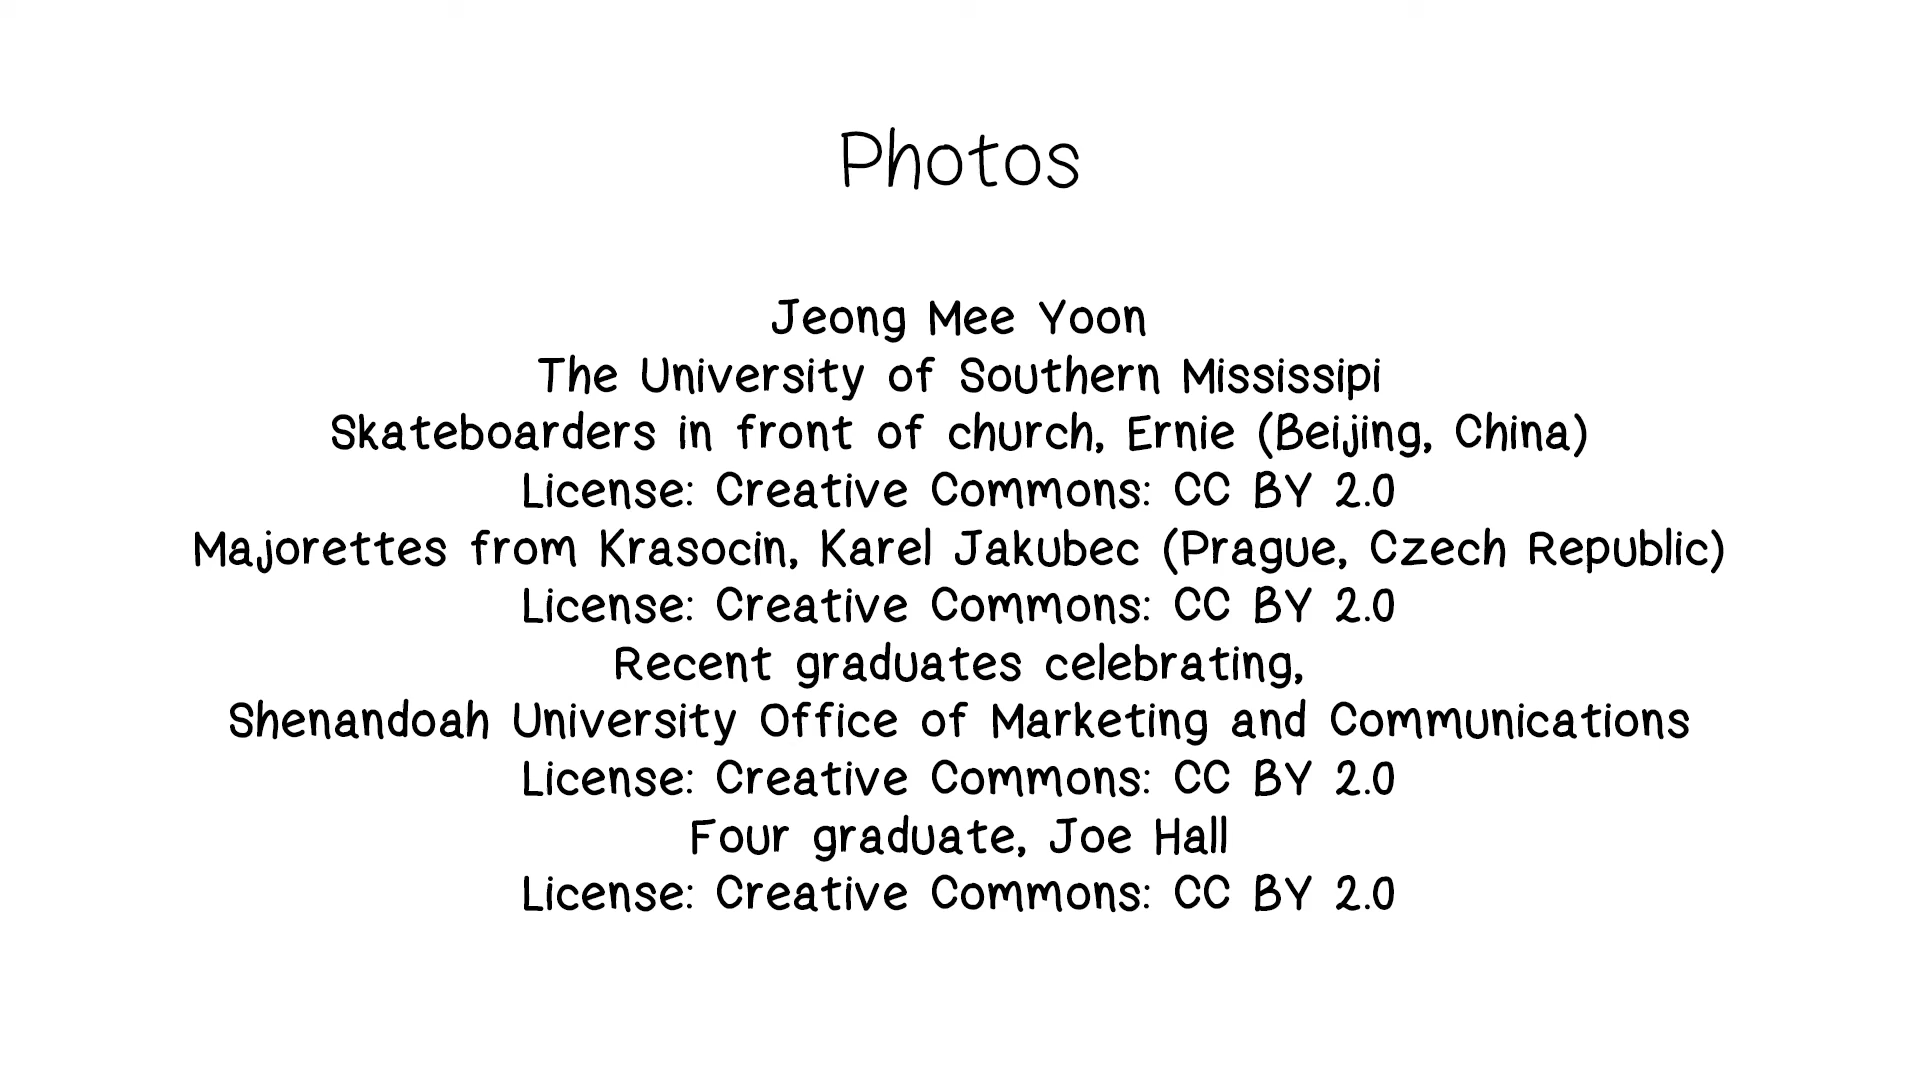 Photos
Jeong Mee Yoon
The University of Southern Mississipi
Skateboarders in front of church, Ernie (Beijing, China)
License: Creative Commons: CC BY 2.0
Majorettes from Krasocin, Karel Jakubec (Prague, Czech Republic)
License: Creative Commons: CC BY 2.0
Recent graduates celebrating,
Shenandoah University Office of Marketing and Communications
License: Creative Commons: CC BY 2.0
Four graduate, Joe Hall
License: Creative Commons: CC BY 2.0